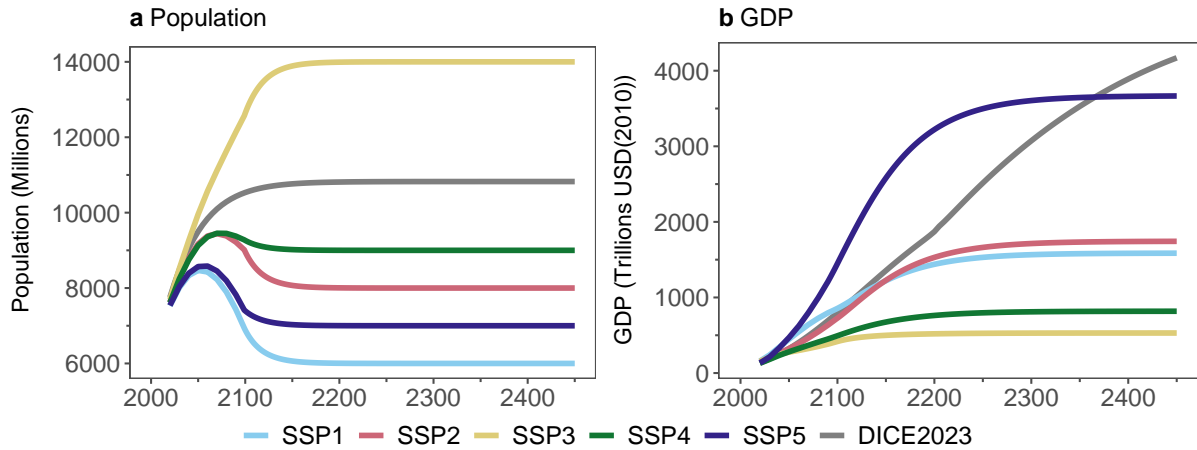 a Population
Population (Millions)
14000
12000
10000
8000
6000
2000 2100 2200 2300 2400
b GDP
GDP (Trillions USD(2010))
4000
3000
2000
1000
0
2000 2100 2200 2300 2400
SSP1 SSP2 SSP3 SSP4 SSP5 DICE2023